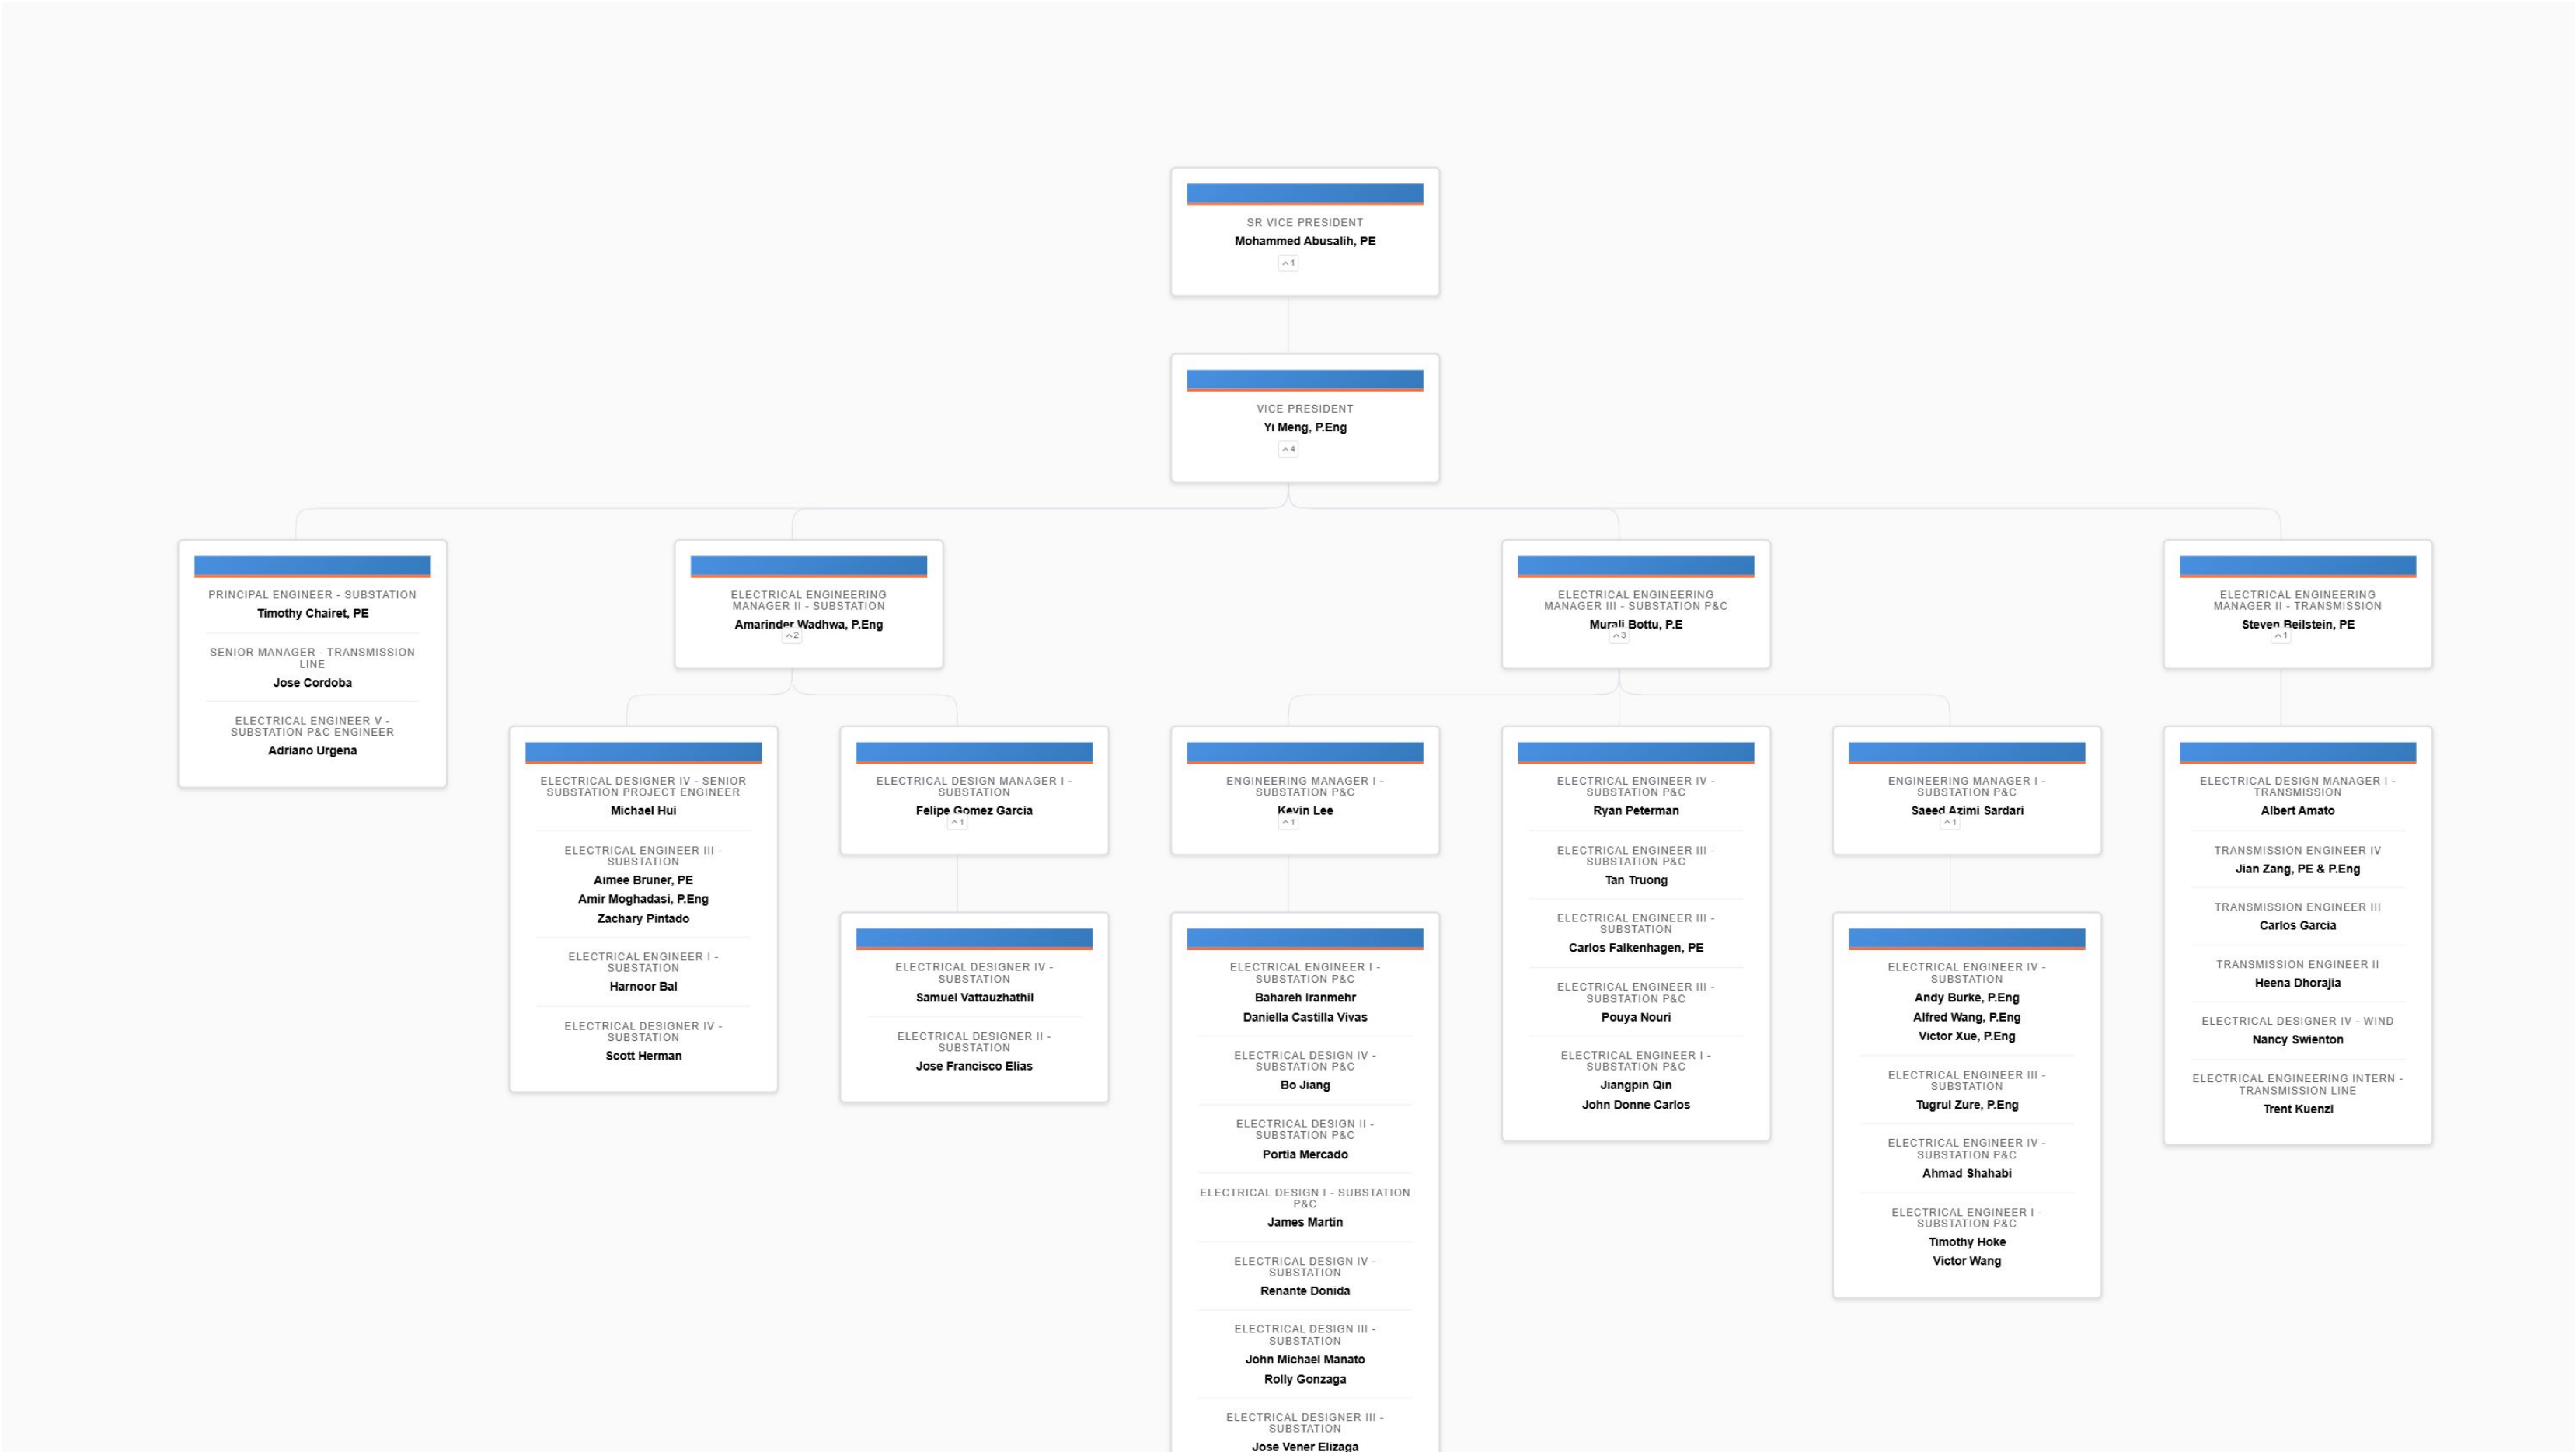 SR VICE PRESIDENT
Mohammed Abusalih, PE
1
VICE PRESIDENT
Yi Meng, P.Eng
4
PRINCIPAL ENGINEER - SUBSTATION
Timothy Chairet, PE
SENIOR MANAGER - TRANSMISSION
LINE
Jose Cordoba
ELECTRICAL ENGINEER V -
SUBSTATION P&C ENGINEER
Adriano Urgena
ELECTRICAL ENGINEERING
MANAGER II - SUBSTATION
Amarinder Wadhwa, P.Eng
2
ELECTRICAL ENGINEERING
MANAGER III - SUBSTATION P&C
Murali Bottu, P.E
3
ELECTRICAL ENGINEERING
MANAGER II - TRANSMISSION
Steven Beilstein, PE
1
ELECTRICAL DESIGNER IV - SENIOR
SUBSTATION PROJECT ENGINEER
Michael Hui
ELECTRICAL ENGINEER III -
SUBSTATION
Aimee Bruner, PE
Amir Moghadasi, P.Eng
Zachary Pintado
ELECTRICAL ENGINEER I -
SUBSTATION
Harnoor Bal
ELECTRICAL DESIGNER IV -
SUBSTATION
Scott Herman
ELECTRICAL DESIGN MANAGER I -
SUBSTATION
Felipe Gomez Garcia
1
ELECTRICAL DESIGNER IV -
SUBSTATION
Samuel Vattauzhathil
ELECTRICAL DESIGNER II -
SUBSTATION
Jose Francisco Elias
ENGINEERING MANAGER I -
SUBSTATION P&C
Kevin Lee
1
ELECTRICAL ENGINEER I -
SUBSTATION P&C
Bahareh Iranmehr
Daniella Castilla Vivas
ELECTRICAL DESIGN IV -
SUBSTATION P&C
Bo Jiang
ELECTRICAL DESIGN II -
SUBSTATION P&C
Portia Mercado
ELECTRICAL DESIGN I - SUBSTATION
P&C
James Martin
ELECTRICAL DESIGN IV -
SUBSTATION
Renante Donida
ELECTRICAL DESIGN III -
SUBSTATION
John Michael Manato
Rolly Gonzaga
ELECTRICAL DESIGNER III -
SUBSTATION
Jose Vener Elizaga
ELECTRICAL ENGINEER IV -
SUBSTATION P&C
Ryan Peterman
ELECTRICAL ENGINEER III -
SUBSTATION P&C
Tan Truong
ELECTRICAL ENGINEER III -
SUBSTATION
Carlos Falkenhagen, PE
ELECTRICAL ENGINEER III -
SUBSTATION P&C
Pouya Nouri
ELECTRICAL ENGINEER I -
SUBSTATION P&C
Jiangpin Qin
John Donne Carlos
ENGINEERING MANAGER I -
SUBSTATION P&C
Saeed Azimi Sardari
1
ELECTRICAL ENGINEER IV -
SUBSTATION
Andy Burke, P.Eng
Alfred Wang, P.Eng
Victor Xue, P.Eng
ELECTRICAL ENGINEER III -
SUBSTATION
Tugrul Zure, P.Eng
ELECTRICAL ENGINEER IV -
SUBSTATION P&C
Ahmad Shahabi
ELECTRICAL ENGINEER I -
SUBSTATION P&C
Timothy Hoke
Victor Wang
ELECTRICAL DESIGN MANAGER I -
TRANSMISSION
Albert Amato
TRANSMISSION ENGINEER IV
Jian Zang, PE & P.Eng
TRANSMISSION ENGINEER III
Carlos Garcia
TRANSMISSION ENGINEER II
Heena Dhorajia
ELECTRICAL DESIGNER IV - WIND
Nancy Swienton
ELECTRICAL ENGINEERING INTERN -
TRANSMISSION LINE
Trent Kuenzi